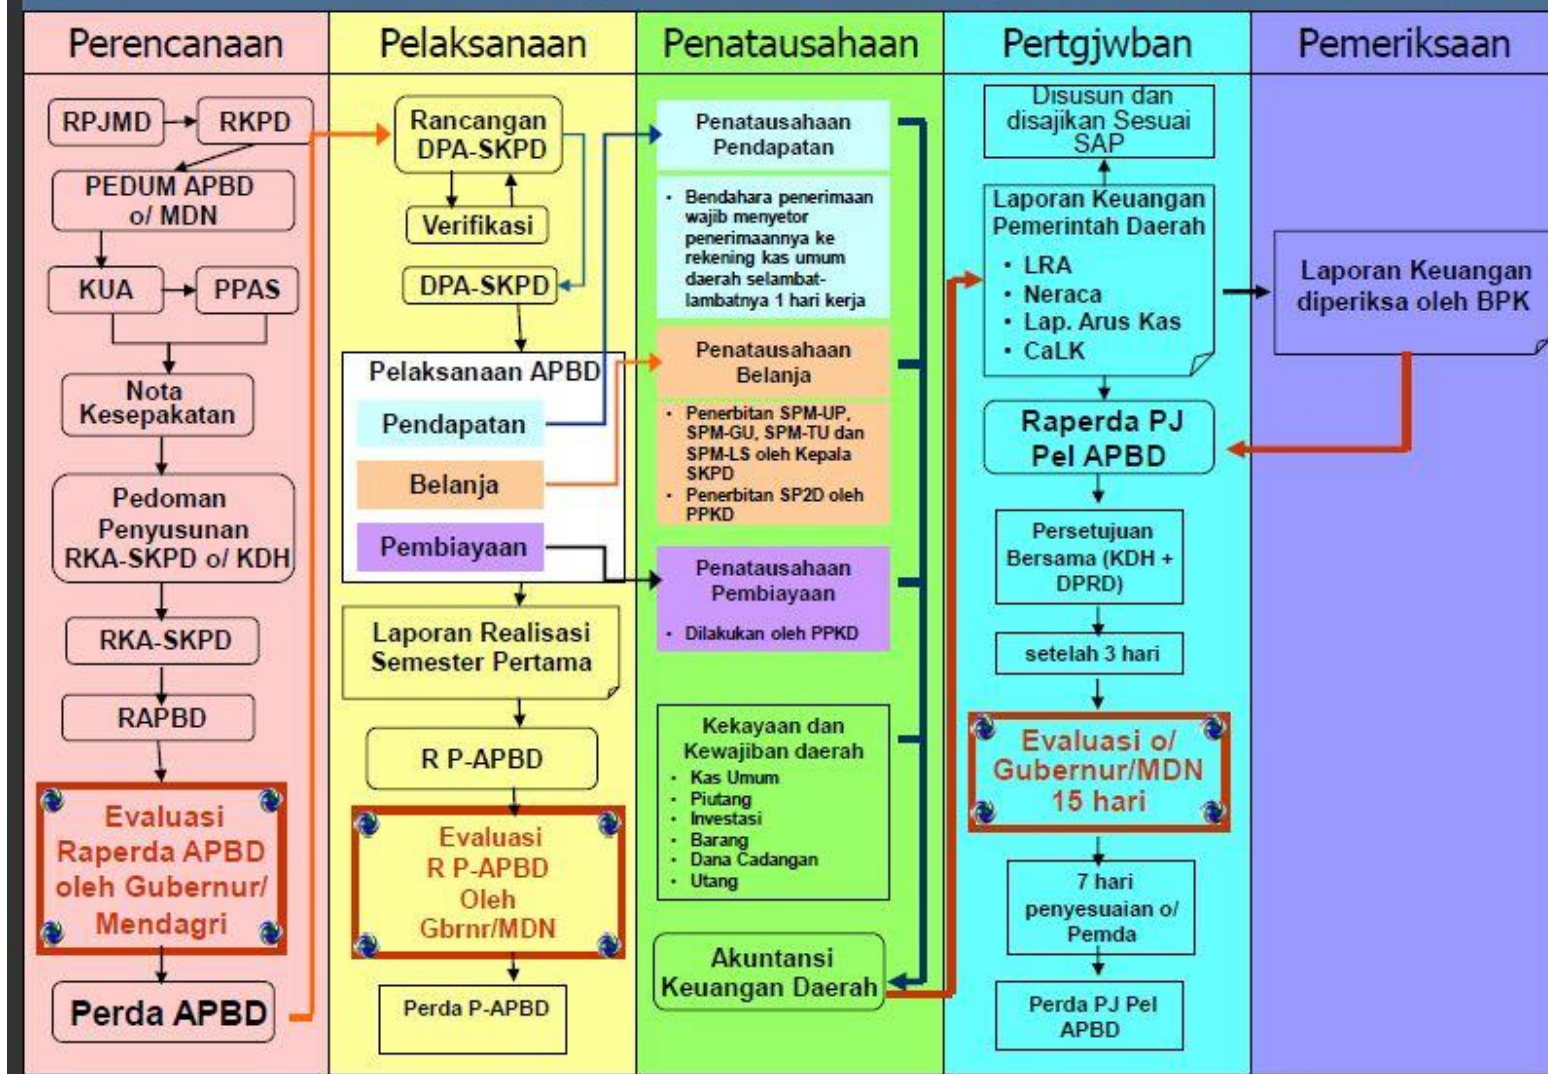 Perencanaan
RPJMD
RKPD
PEDUM APBD
o/ MDN
KUA
PPAS
Nota
Kesepakatan
Pedoman
Penyusunan
RKA-SKPD o/ KDH
RKA-SKPD
RAPBD
Evaluasi
Raperda APBD
oleh Gubernur/
Mendagri
Perda APBD
Pelaksanaan
Rancangan
DPA-SKPD
Verifikasi
DPA-SKPD
Pelaksanaan APBD
Pendapatan
Belanja
Pembiayaan
Laporan Realisasi
Semester Pertama
R P-APBD
Evaluasi
R P-APBD
Oleh
Gbrnr/MDN
Perda P-APBD
Penatausahaan
Penatausahaan
Pendapatan
• Bendahara penerimaan
wajib menyetor
penerimaannya ke
rekening kas umum
daerah selambat-
lambatnya 1 hari kerja
Penatausahaan
Belanja
• Penerbitan SPM-UP,
SPM-GU, SPM-TU dan
SPM-LS oleh Kepala
SKPD
• Penerbitan SP2D oleh
PPKD
Penatausahaan
Pembiayaan
• Dilakukan oleh PPKD
Kekayaan dan
Kewajiban daerah
• Kas Umum
• Piutang
• Investasi
• Barang
• Dana Cadangan
• Utang
Akuntansi
Keuangan Daerah
Pertgjwban
Disusun dan
disajikan Sesuai
SAP
Laporan Keuangan
Pemerintah Daerah
• LRA
• Neraca
• Lap. Arus Kas
• CaLK
Raperda PJ
Pel APBD
Persetujuan
Bersama (KDH +
DPRD)
setelah 3 hari
Evaluasi o/
Gubernur/MDN
15 hari
7 hari
penyesuaian o/
Pemda
Perda PJ Pel
APBD
Pemeriksaan
Laporan Keuangan
diperiksa oleh BPK